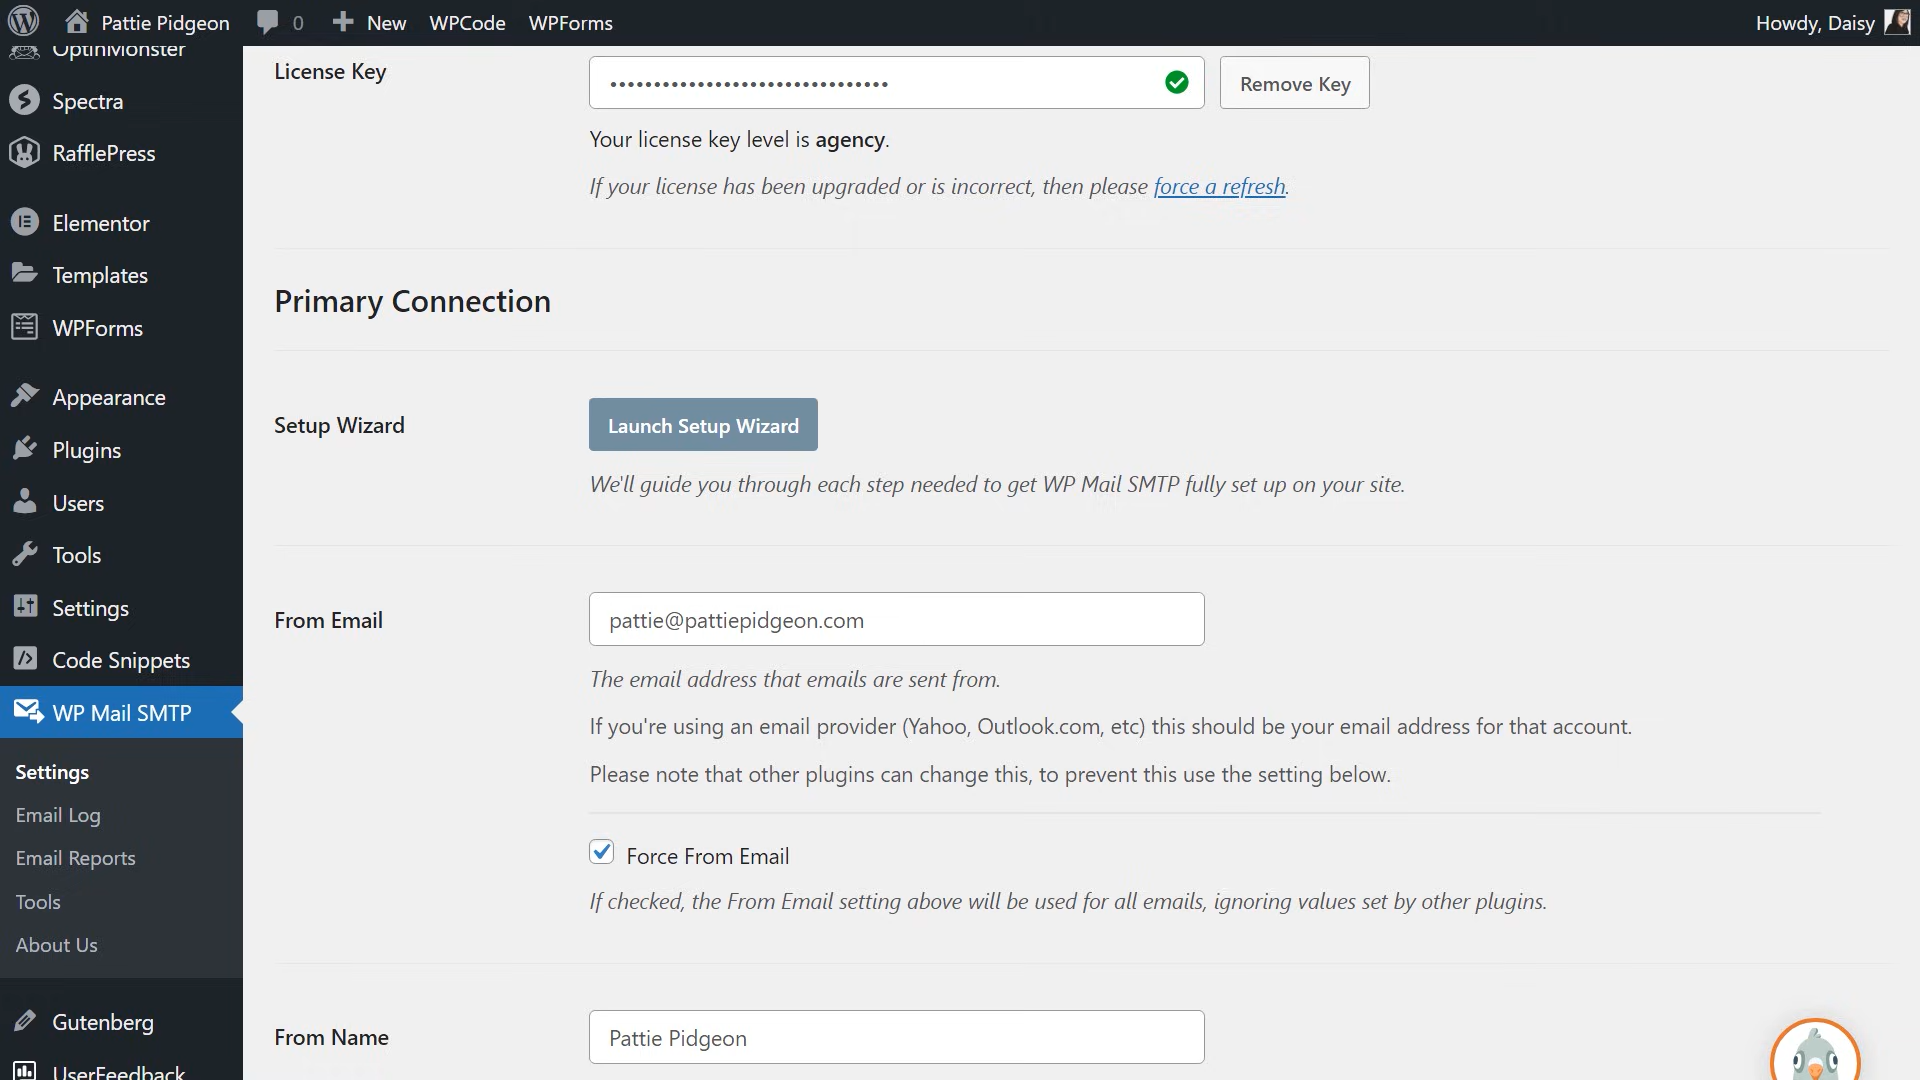 Pattie Pidgeon 0 New WPCode WPForms Howdy, Daisy
OptinMonster
Spectra
RafflePress
Elementor
Templates
WPForms
Appearance
Plugins
Users
Tools
Settings
Code Snippets
WP Mail SMTP
Settings
Email Log
Email Reports
Tools
About Us
Gutenberg
UserFeedback
License Key
•••••••••••••••••••••••••••••••• Remove Key
Your license key level is agency.
If your license has been upgraded or is incorrect, then please force a refresh.
Primary Connection
Setup Wizard
Launch Setup Wizard
We'll guide you through each step needed to get WP Mail SMTP fully set up on your site.
From Email
pattie@pattiepidgeon.com
The email address that emails are sent from.
If you're using an email provider (Yahoo, Outlook.com, etc) this should be your email address for that account.
Please note that other plugins can change this, to prevent this use the setting below.
Force From Email
If checked, the From Email setting above will be used for all emails, ignoring values set by other plugins.
From Name
Pattie Pidgeon